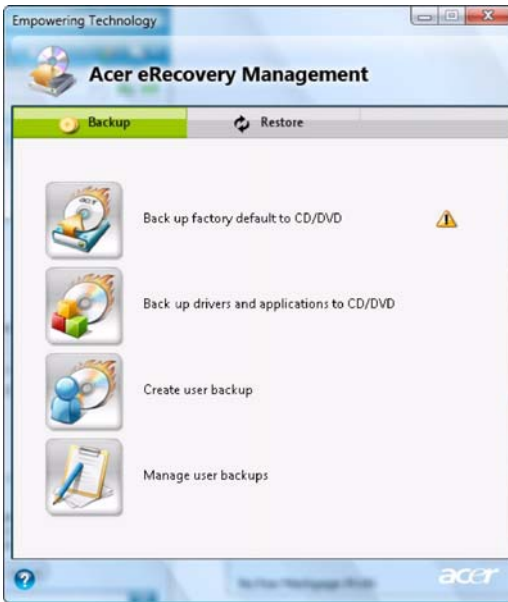 Empowering Technology
Acer eRecovery Management
Backup
Restore
Back up factory default to CD/DVD
Back up drivers and applications to CD/DVD
Create user backup
Manage user backups
acer